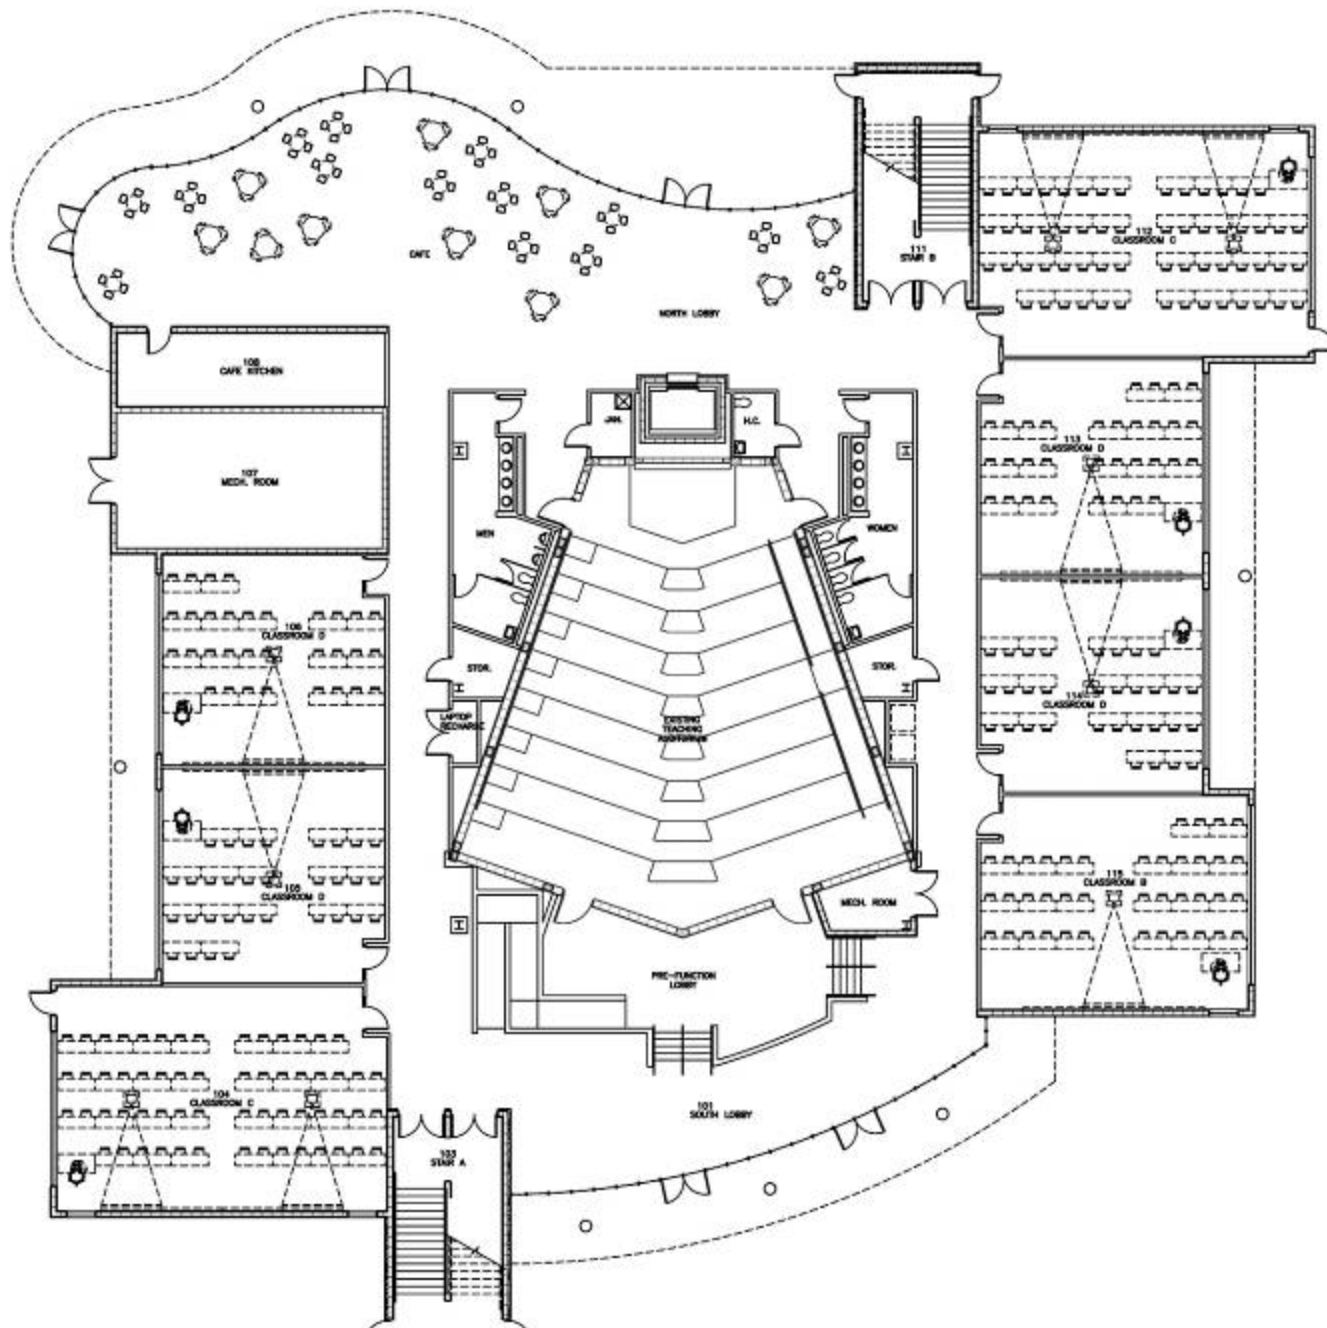 111
STAIR B
112
CLASSROOM C
CAFE
NORTH LOBBY
108
CAFE KITCHEN
JAN.
H.C.
113
CLASSROOM D
107
MECH. ROOM
MEN
WOMEN
106
CLASSROOM D
STOR.
STOR.
114
CLASSROOM D
LAPTOP
RECHARGE
EXISTING
TEACHING
AUDITORIUM
105
CLASSROOM D
115
CLASSROOM B
MECH. ROOM
PRE-FUNCTION
LOBBY
104
CLASSROOM C
101
SOUTH LOBBY
103
STAIR A